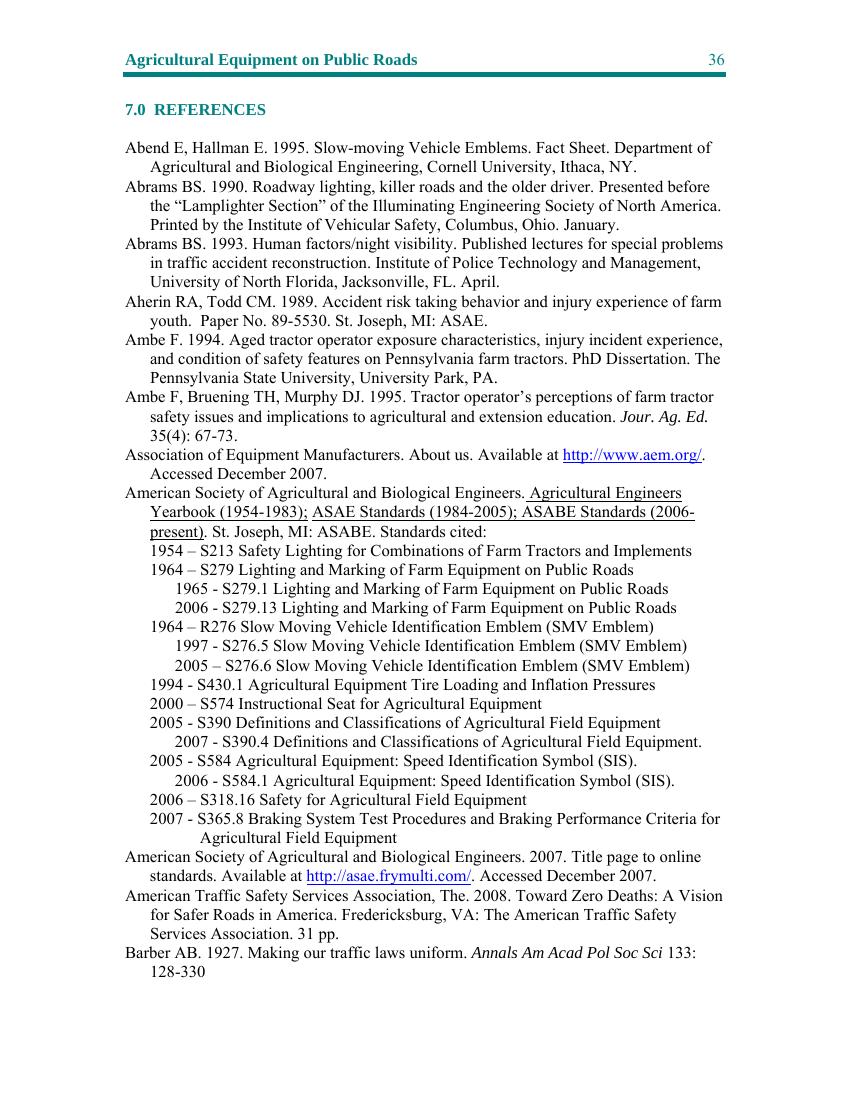 Agricultural Equipment on Public Roads 36
7.0 REFERENCES
Abend E, Hallman E. 1995. Slow-moving Vehicle Emblems. Fact Sheet. Department of
Agricultural and Biological Engineering, Cornell University, Ithaca, NY.
Abrams BS. 1990. Roadway lighting, killer roads and the older driver. Presented before
the “Lamplighter Section” of the Illuminating Engineering Society of North America.
Printed by the Institute of Vehicular Safety, Columbus, Ohio. January.
Abrams BS. 1993. Human factors/night visibility. Published lectures for special problems
in traffic accident reconstruction. Institute of Police Technology and Management,
University of North Florida, Jacksonville, FL. April.
Aherin RA, Todd CM. 1989. Accident risk taking behavior and injury experience of farm
youth. Paper No. 89-5530. St. Joseph, MI: ASAE.
Ambe F. 1994. Aged tractor operator exposure characteristics, injury incident experience,
and condition of safety features on Pennsylvania farm tractors. PhD Dissertation. The
Pennsylvania State University, University Park, PA.
Ambe F, Bruening TH, Murphy DJ. 1995. Tractor operator’s perceptions of farm tractor
safety issues and implications to agricultural and extension education. Jour. Ag. Ed.
35(4): 67-73.
Association of Equipment Manufacturers. About us. Available at http://www.aem.org/.
Accessed December 2007.
American Society of Agricultural and Biological Engineers. Agricultural Engineers
Yearbook (1954-1983); ASAE Standards (1984-2005); ASABE Standards (2006-
present). St. Joseph, MI: ASABE. Standards cited:
1954 – S213 Safety Lighting for Combinations of Farm Tractors and Implements
1964 – S279 Lighting and Marking of Farm Equipment on Public Roads
1965 - S279.1 Lighting and Marking of Farm Equipment on Public Roads
2006 - S279.13 Lighting and Marking of Farm Equipment on Public Roads
1964 – R276 Slow Moving Vehicle Identification Emblem (SMV Emblem)
1997 - S276.5 Slow Moving Vehicle Identification Emblem (SMV Emblem)
2005 – S276.6 Slow Moving Vehicle Identification Emblem (SMV Emblem)
1994 - S430.1 Agricultural Equipment Tire Loading and Inflation Pressures
2000 – S574 Instructional Seat for Agricultural Equipment
2005 - S390 Definitions and Classifications of Agricultural Field Equipment
2007 - S390.4 Definitions and Classifications of Agricultural Field Equipment.
2005 - S584 Agricultural Equipment: Speed Identification Symbol (SIS).
2006 - S584.1 Agricultural Equipment: Speed Identification Symbol (SIS).
2006 – S318.16 Safety for Agricultural Field Equipment
2007 - S365.8 Braking System Test Procedures and Braking Performance Criteria for
Agricultural Field Equipment
American Society of Agricultural and Biological Engineers. 2007. Title page to online
standards. Available at http://asae.frymulti.com/. Accessed December 2007.
American Traffic Safety Services Association, The. 2008. Toward Zero Deaths: A Vision
for Safer Roads in America. Fredericksburg, VA: The American Traffic Safety
Services Association. 31 pp.
Barber AB. 1927. Making our traffic laws uniform. Annals Am Acad Pol Soc Sci 133:
128-330